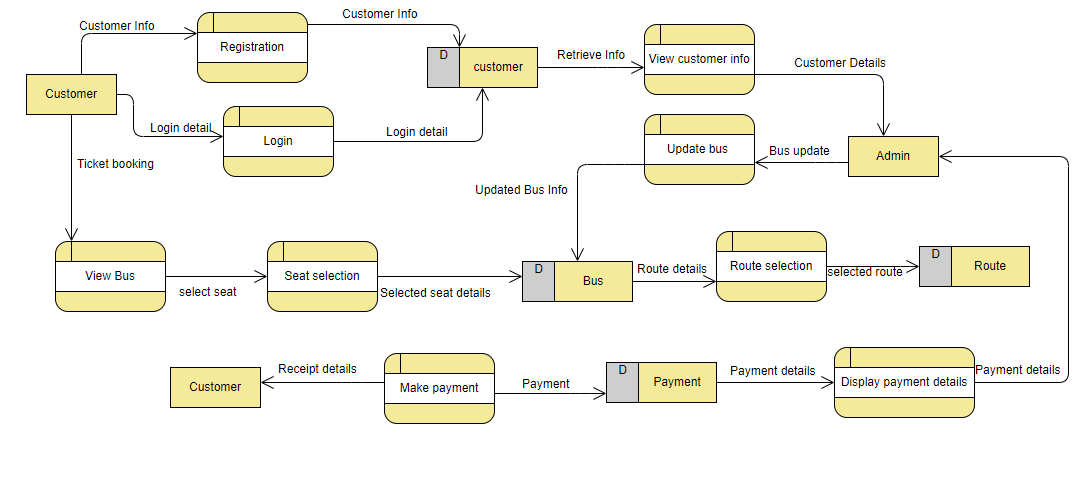 Customer Info
Customer Info
Registration
D
customer
Retrieve Info
View customer info
Customer Details
Customer
Login detail
Login
Login detail
Update bus
Bus update
Admin
Ticket booking
Updated Bus Info
View Bus
select seat
Seat selection
Selected seat details
D
Bus
Route details
Route selection
selected route
D
Route
Customer
Receipt details
Make payment
Payment
D
Payment
Payment details
Display payment details
Payment details